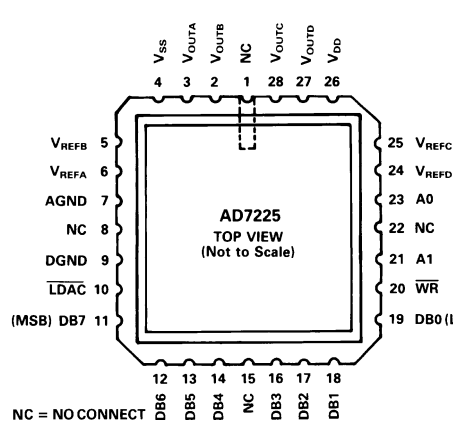 VSS VOUTA VOUTB NC VOUTC VOUTD VDD
4 3 2 1 28 27 26
VREFB 5
VREFA 6
AGND 7
NC 8
DGND 9
LDAC 10
(MSB) DB7 11
25 VREFC
24 VREFD
23 A0
22 NC
21 A1
20 WR
19 DB0 (L
AD7225
TOP VIEW
(Not to Scale)
12 13 14 15 16 17 18
DB6 DB5 DB4 NC DB3 DB2 DB1
NC = NO CONNECT